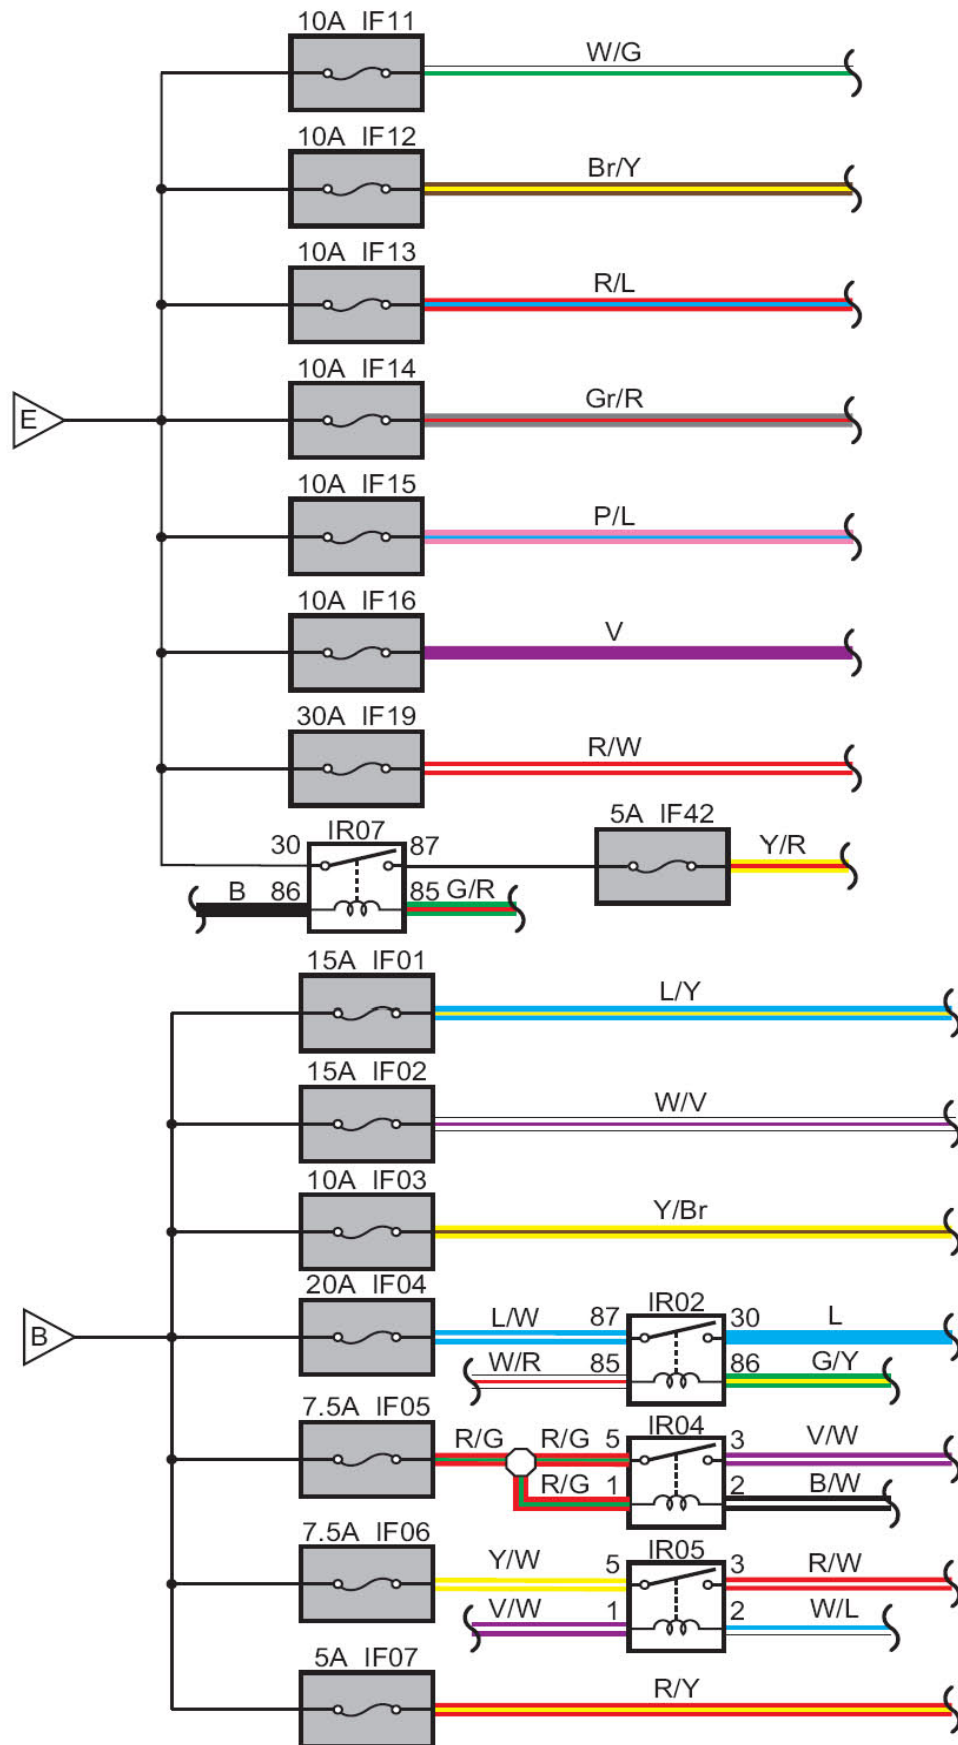 10A IF11
W/G
10A IF12
Br/Y
10A IF13
R/L
10A IF14
Gr/R
E
10A IF15
P/L
10A IF16
V
30A IF19
R/W
5A IF42
IR07
30 87
Y/R
B 86 85 G/R
15A IF01
L/Y
15A IF02
W/V
10A IF03
Y/Br
20A IF04
IR02
L/W 87 30 L
B
W/R 85 86 G/Y
7.5A IF05
IR04
R/G R/G 5 3 V/W
R/G 1 2 B/W
7.5A IF06
IR05
Y/W 5 3 R/W
V/W 1 2 W/L
5A IF07
R/Y